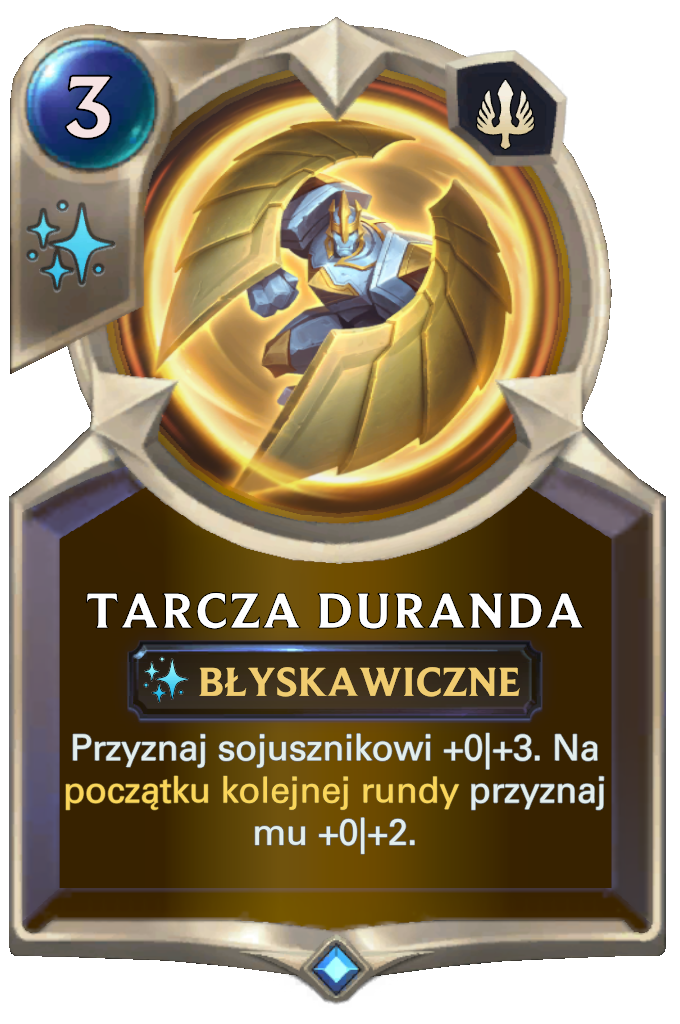 3
TARCZA DURANDA
BŁYSKAWICZNE
Przyznaj sojusznikowi +0|+3. Na
początku kolejnej rundy przyznaj
mu +0|+2.